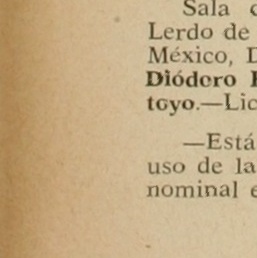 Sala
Lerdo de
México,
Diódoro
toyo.—Lic
—Está
uso de la
nominal